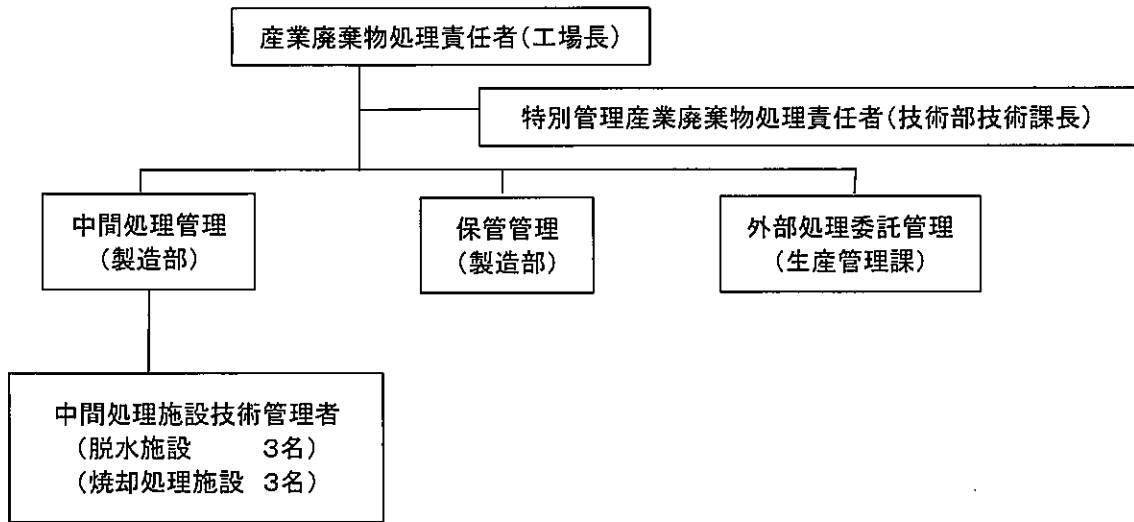 産業廃棄物処理責任者(工場長)
特別管理産業廃棄物処理責任者(技術部技術課長)
中間処理管理
(製造部)
保管管理
(製造部)
外部処理委託管理
(生産管理課)
中間処理施設技術管理者
(脱水施設　　3名)
(焼却処理施設 3名)